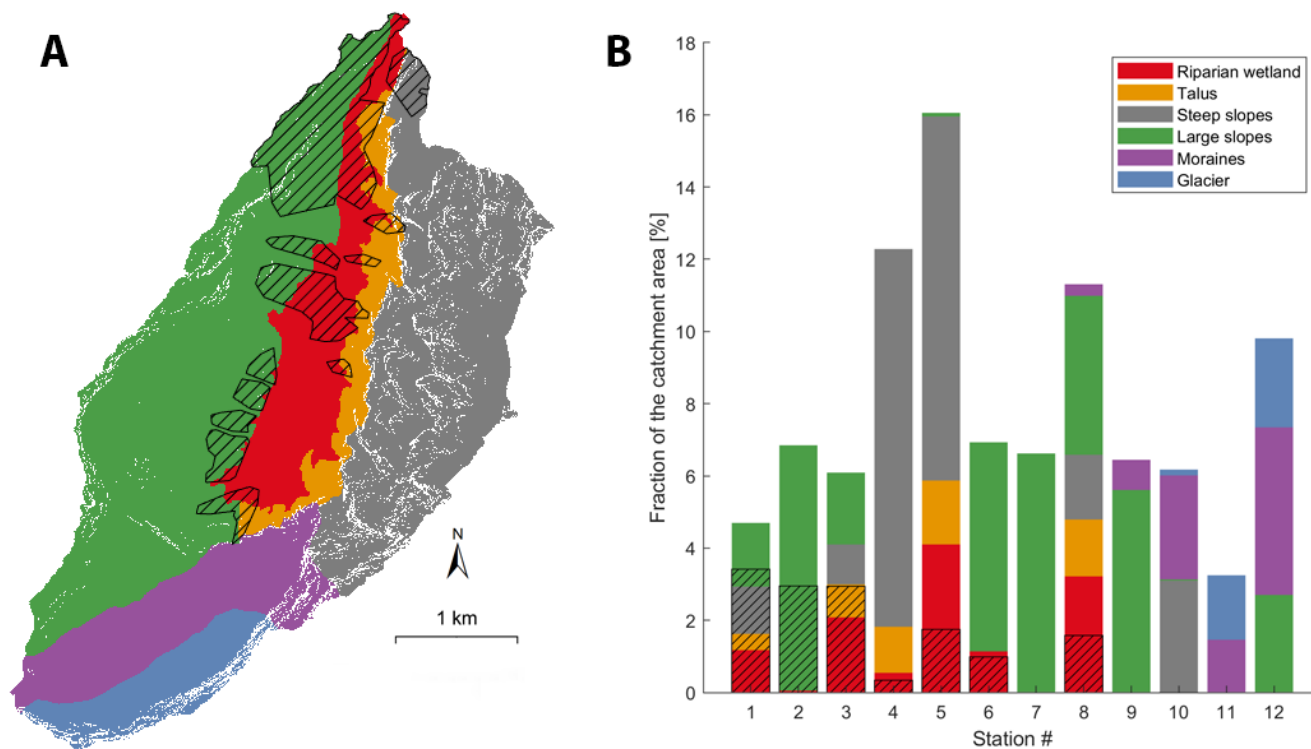 A
B
N
1 km
Fraction of the catchment area [%]
18
16
14
12
10
8
6
4
2
0
Riparian wetland
Talus
Steep slopes
Large slopes
Moraines
Glacier
1 2 3 4 5 6 7 8 9 10 11 12
Station #